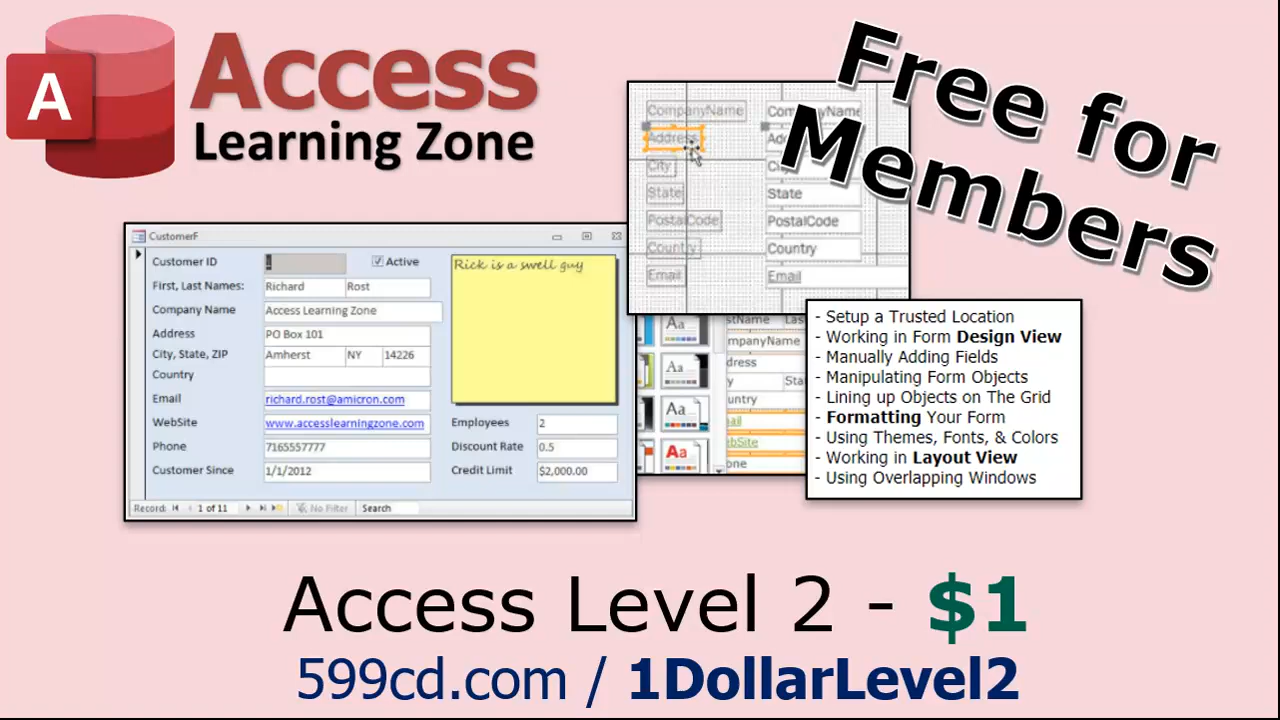 A
Access
Learning Zone
Free for
Members
CompanyName CompanyName
Address
City
State State
PostalCode PostalCode
Country Country
Email Email
CustomerF
Customer ID Active
First, Last Names: Richard Rost
Company Name Access Learning Zone
Address PO Box 101
City, State, ZIP Amherst NY 14226
Country
Email richard.rost@amicron.com
WebSite www.accesslearningzone.com
Phone 7165557777
Customer Since 1/1/2012
Rick is a swell guy
Employees 2
Discount Rate 0.5
Credit Limit $2,000.00
Record: 1 of 11 No Filter Search
Aa
Aa
Aa
Aa
- Setup a Trusted Location
- Working in Form Design View
- Manually Adding Fields
- Manipulating Form Objects
- Lining up Objects on The Grid
- Formatting Your Form
- Using Themes, Fonts, & Colors
- Working in Layout View
- Using Overlapping Windows
Access Level 2 - $1
599cd.com / 1DollarLevel2